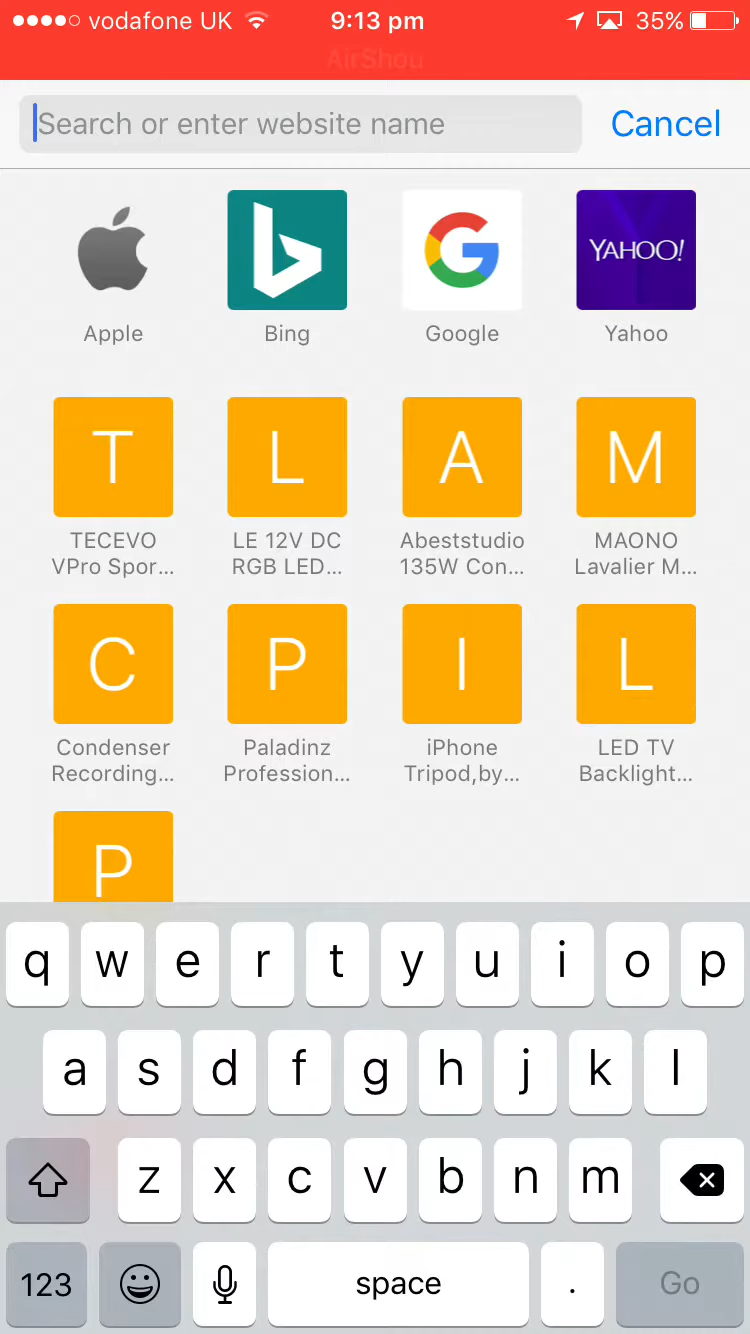 vodafone UK 9:13 pm 35%
AirShou
Search or enter website name Cancel
YAHOO!
Apple Bing Google Yahoo
T L A M
TECEVO LE 12V DC Abeststudio MAONO
VPro Spor... RGB LED... 135W Con... Lavalier M...
C P I L
Condenser Paladinz iPhone LED TV
Recording... Profession... Tripod,by... Backlight...
P
q w e r t y u i o p
a s d f g h j k l
z x c v b n m
123 space . Go